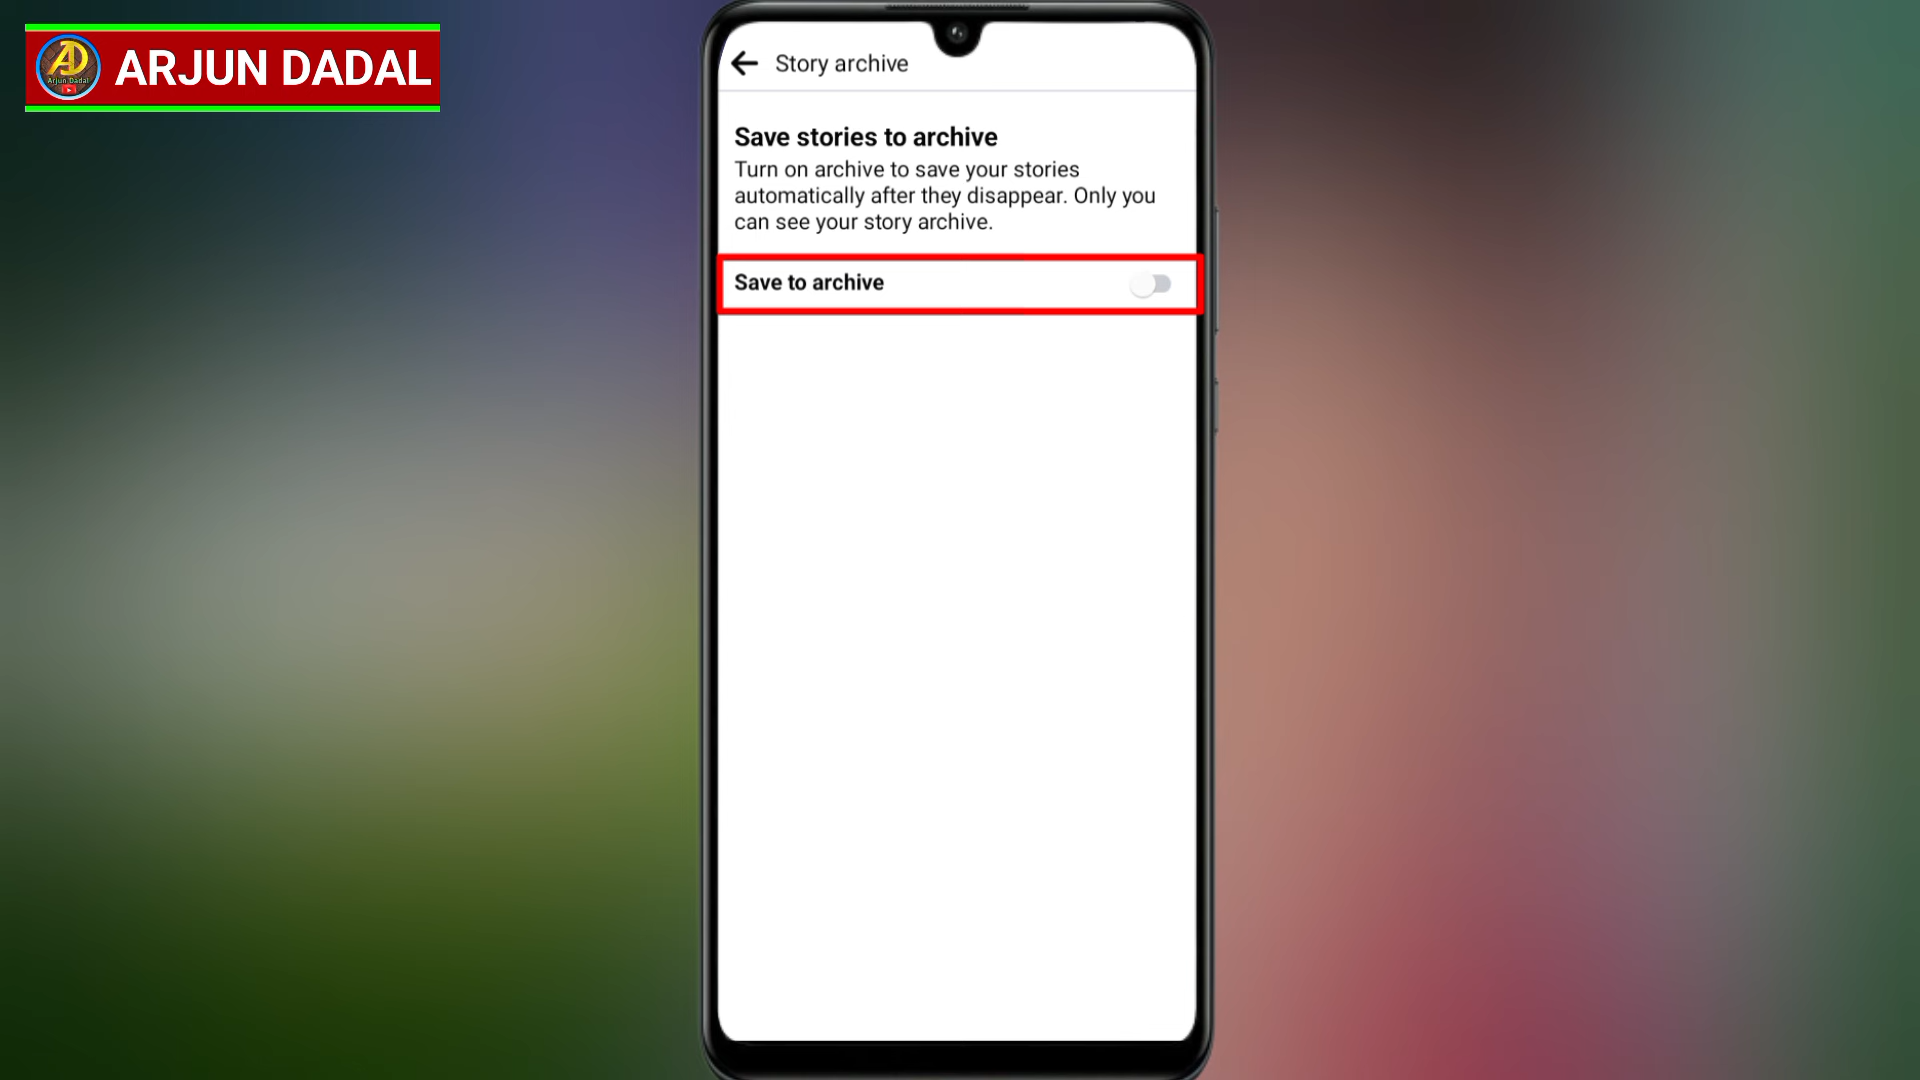 ARJUN DADAL
Arjun Dadal
Story archive
Save stories to archive
Turn on archive to save your stories
automatically after they disappear. Only you
can see your story archive.
Save to archive